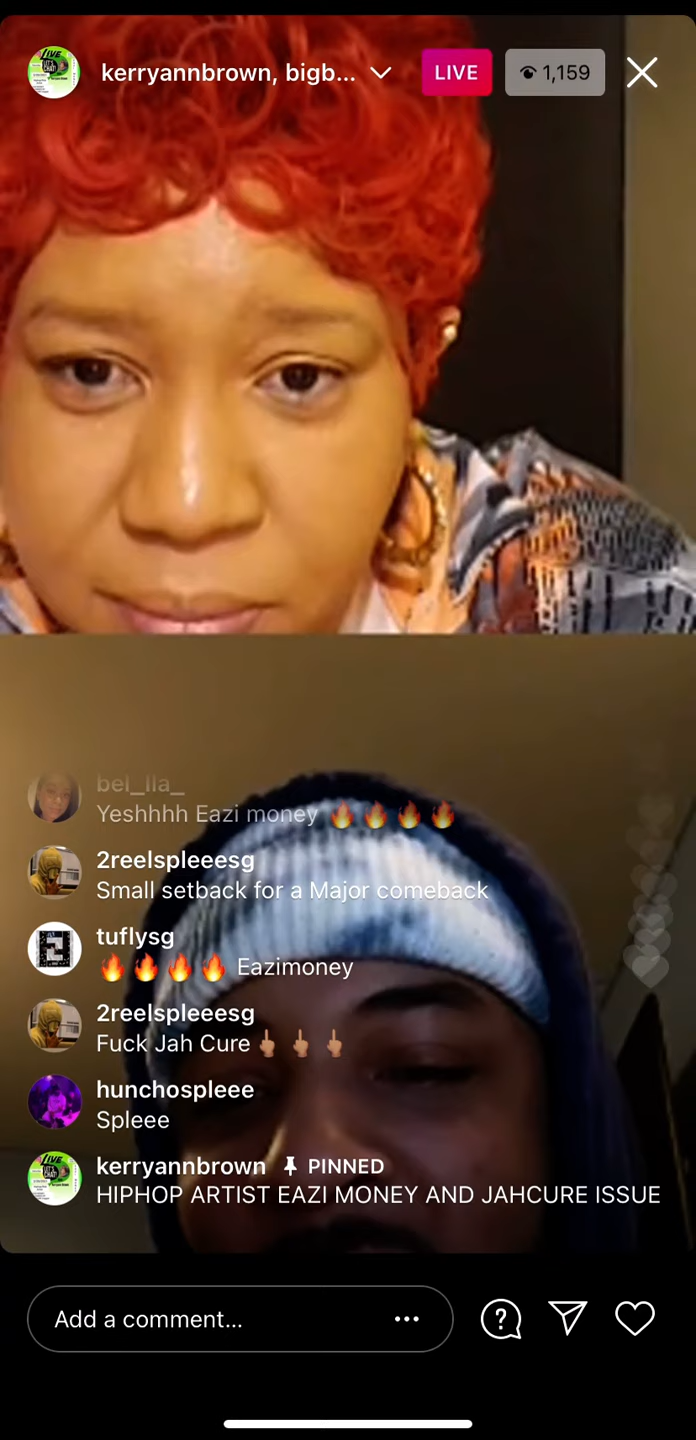 kerryannbrown, bigb...
LIVE
1,159
bel_lla_
Yeshhhh Eazi money 🔥 🔥 🔥 🔥
2reelspleeesg
Small setback for a Major comeback
tuflysg
🔥 🔥 🔥 🔥 Eazimoney
2reelspleeesg
Fuck Jah Cure 🖕🏽 🖕🏽 🖕🏽
hunchospleee
Spleee
kerryannbrown PINNED
HIPHOP ARTIST EAZI MONEY AND JAHCURE ISSUE
Add a comment...